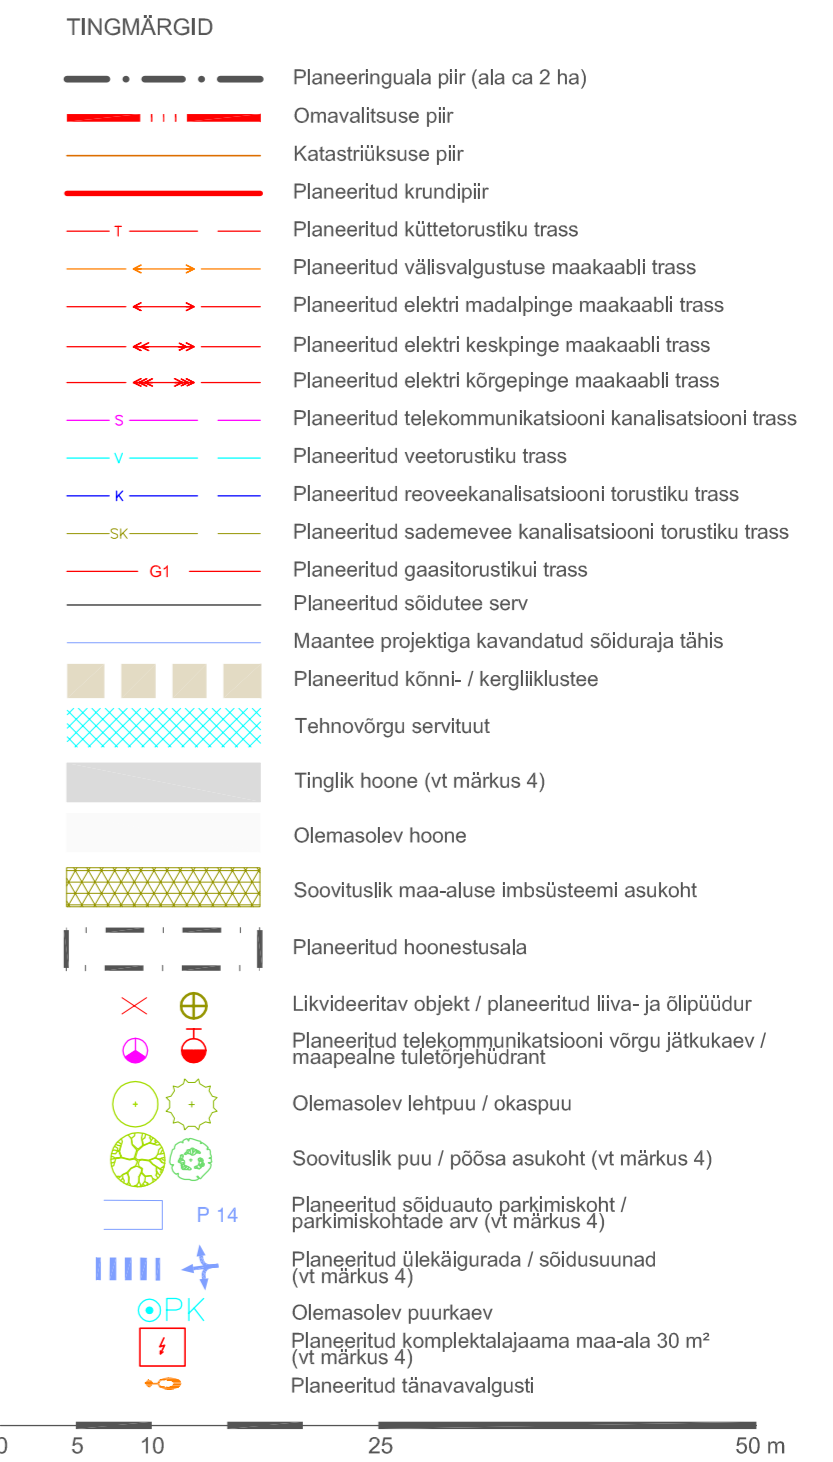 TINGMÄRGID
Planeeringuala piir (ala ca 2 ha)
Omavalitsuse piir
Katastriüksuse piir
Planeeritud krundipiir
T Planeeritud küttetorustiku trass
Planeeritud välisvalgustuse maakaabli trass
Planeeritud elektri madalpinge maakaabli trass
Planeeritud elektri keskpinge maakaabli trass
Planeeritud elektri kõrgepinge maakaabli trass
S Planeeritud telekommunikatsiooni kanalisatsiooni trass
V Planeeritud veetorustiku trass
K Planeeritud reoveekanalisatsiooni torustiku trass
SK Planeeritud sademevee kanalisatsiooni torustiku trass
G1 Planeeritud gaasitorustikui trass
Planeeritud sõidutee serv
Maantee projektiga kavandatud sõiduraja tähis
Planeeritud kõnni- / kergliiklustee
Tehnovõrgu servituut
Tinglik hoone (vt märkus 4)
Olemasolev hoone
Soovituslik maa-aluse imbsüsteemi asukoht
Planeeritud hoonestusala
Likvideeritav objekt / planeeritud liiva- ja õlipüüdur
Planeeritud telekommunikatsiooni võrgu jätkukaev /
maapealne tuletõrjehüdrant
Olemasolev lehtpuu / okaspuu
Soovituslik puu / põõsa asukoht (vt märkus 4)
P 14 Planeeritud sõiduauto parkimiskoht /
parkimiskohtade arv (vt märkus 4)
Planeeritud ülekäigurada / sõidusuunad
(vt märkus 4)
PK Olemasolev puurkaev
Planeeritud komplektalajaama maa-ala 30 m²
(vt märkus 4)
Planeeritud tänavavalgusti
0 5 10 25 50 m